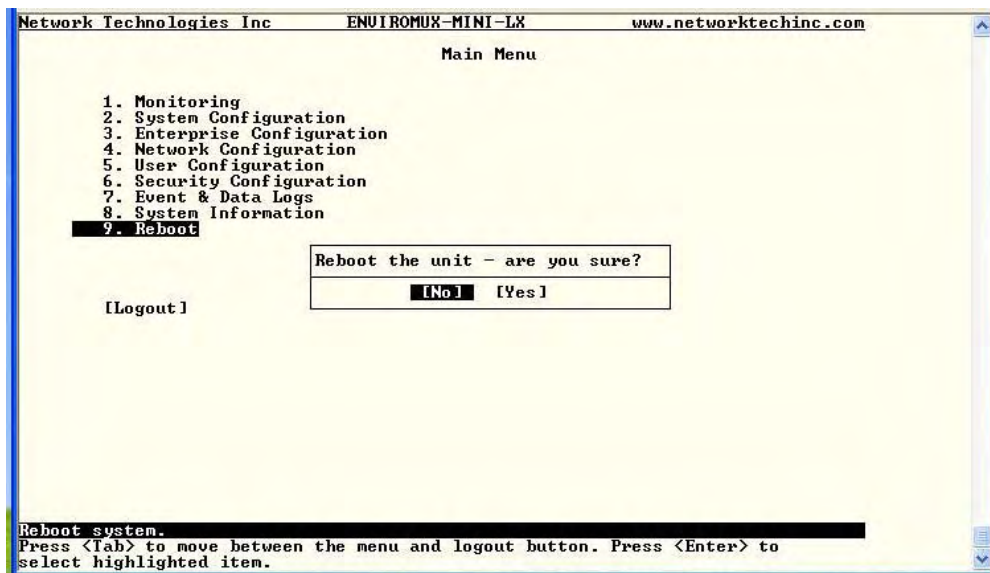 Network Technologies Inc ENVIROMUX-MINI-LX www.networktechinc.com
Main Menu
1. Monitoring
2. System Configuration
3. Enterprise Configuration
4. Network Configuration
5. User Configuration
6. Security Configuration
7. Event & Data Logs
8. System Information
9. Reboot
Reboot the unit - are you sure?
[No] [Yes]
[Logout]
Reboot system.
Press <Tab> to move between the menu and logout button. Press <Enter> to
select highlighted item.